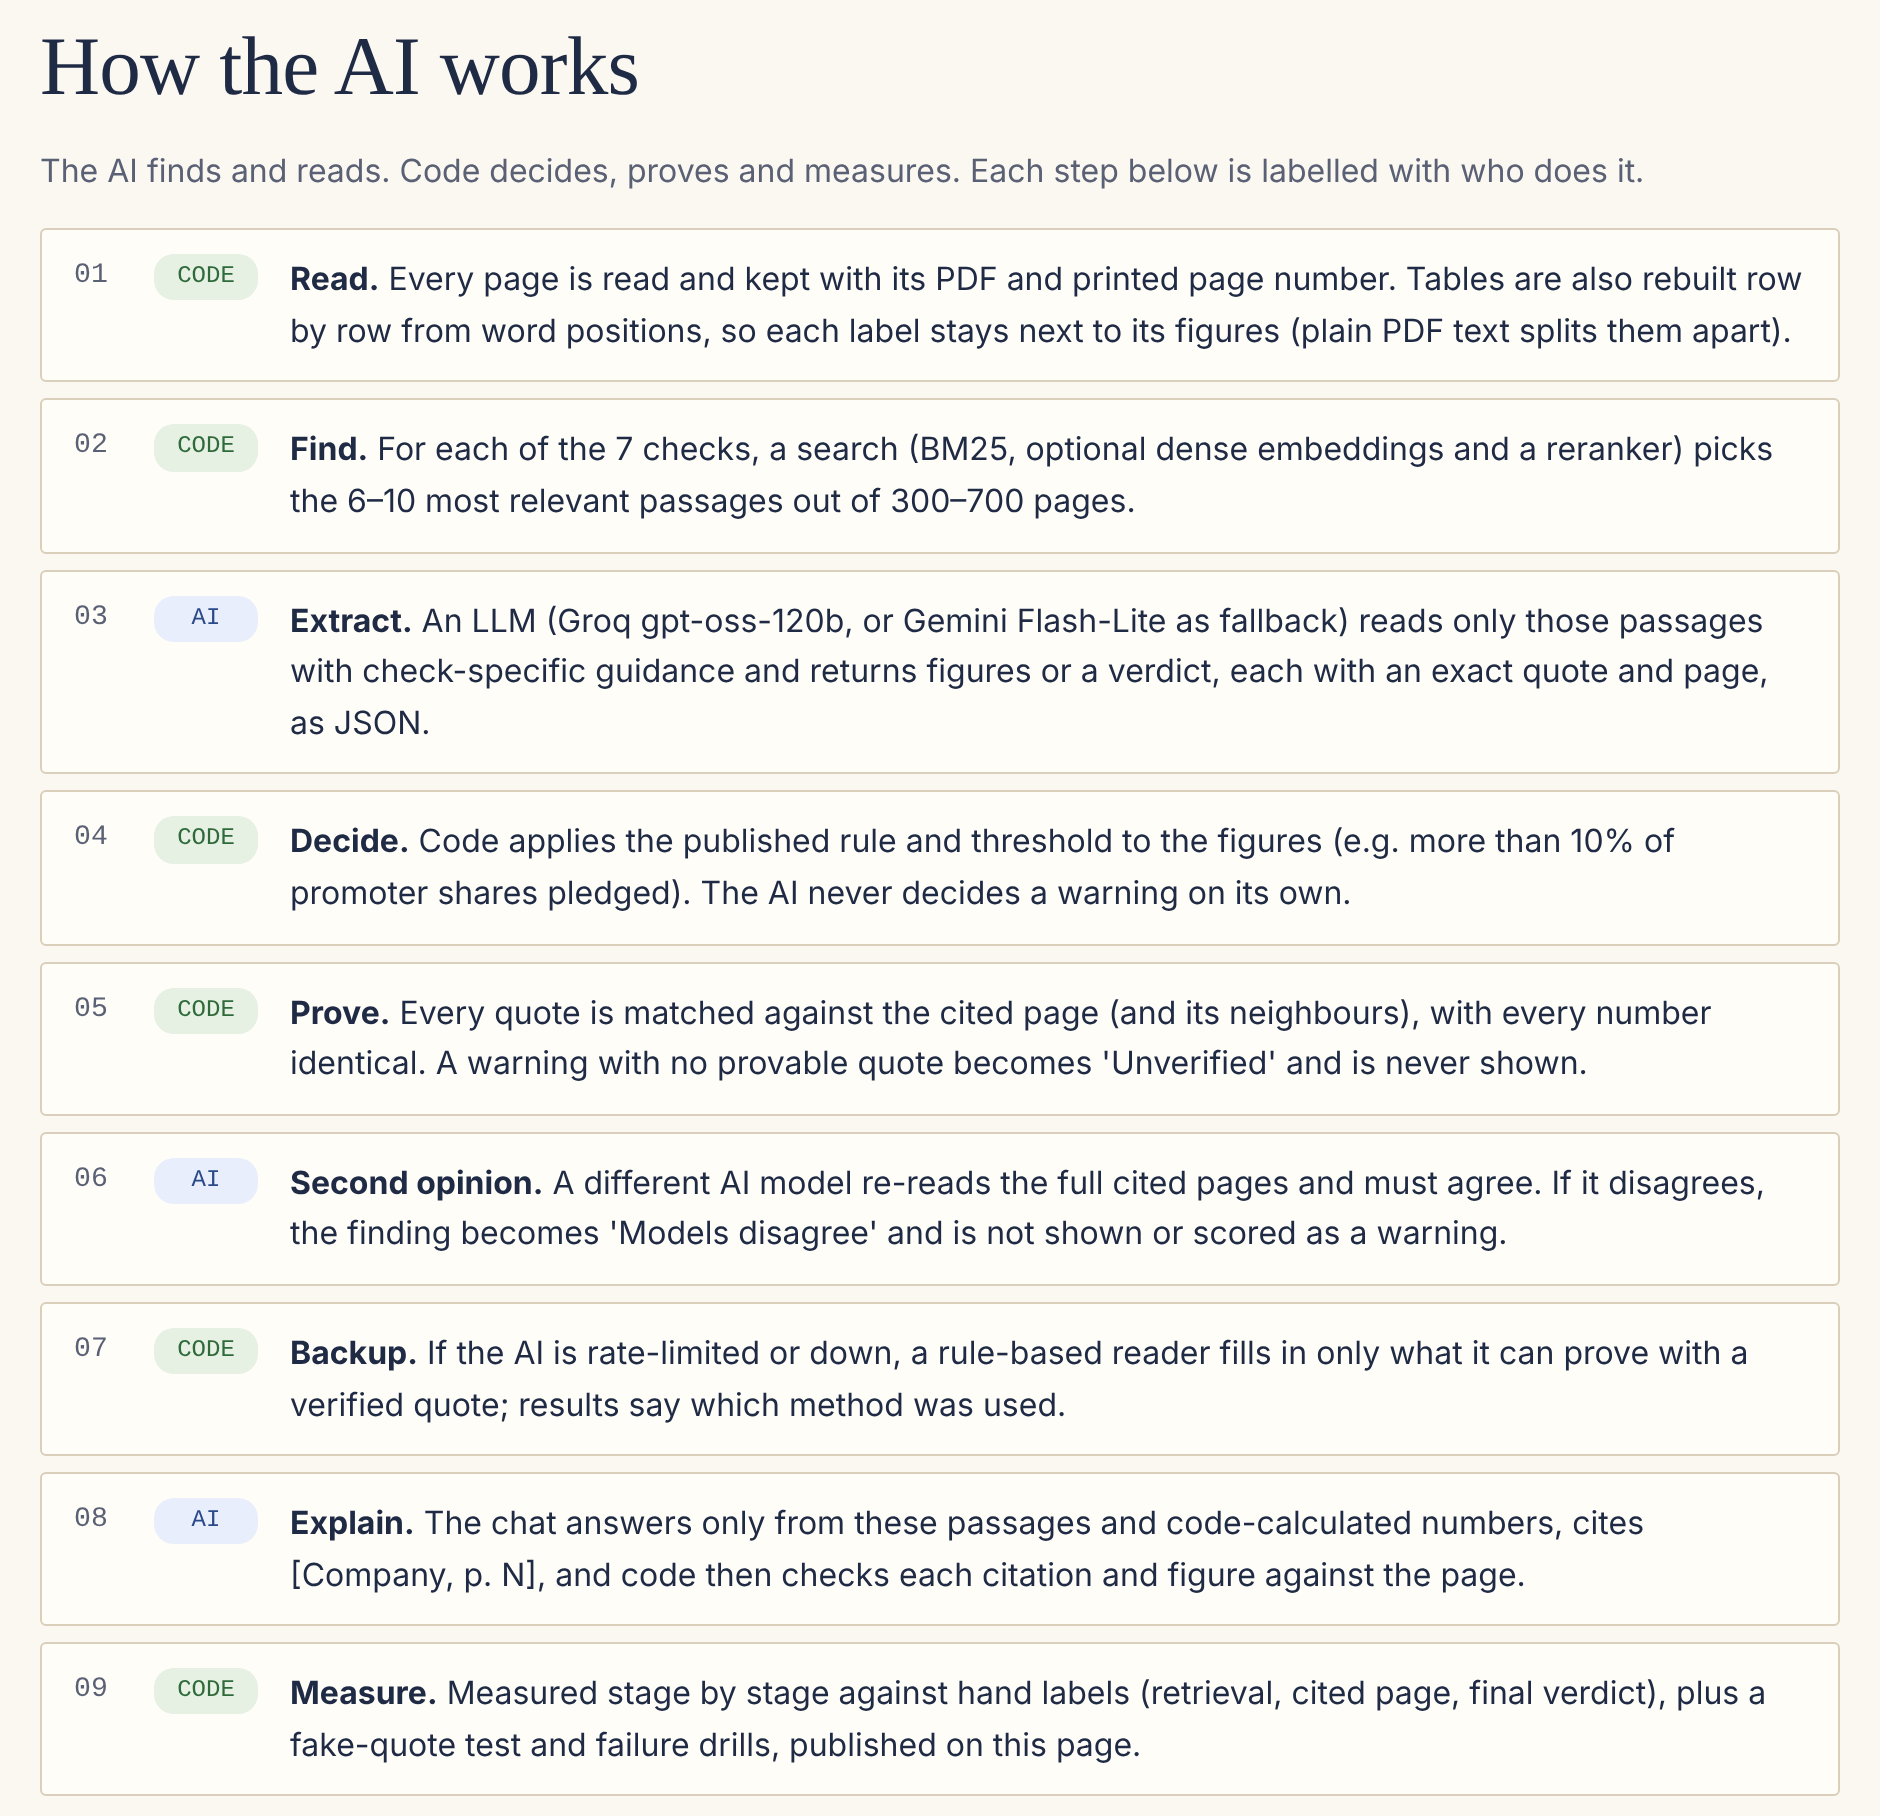 How the AI works
The AI finds and reads. Code decides, proves and measures. Each step below is labelled with who does it.
01 CODE Read. Every page is read and kept with its PDF and printed page number. Tables are also rebuilt row
by row from word positions, so each label stays next to its figures (plain PDF text splits them apart).
02 CODE Find. For each of the 7 checks, a search (BM25, optional dense embeddings and a reranker) picks
the 6–10 most relevant passages out of 300–700 pages.
03 AI Extract. An LLM (Groq gpt-oss-120b, or Gemini Flash-Lite as fallback) reads only those passages
with check-specific guidance and returns figures or a verdict, each with an exact quote and page,
as JSON.
04 CODE Decide. Code applies the published rule and threshold to the figures (e.g. more than 10% of
promoter shares pledged). The AI never decides a warning on its own.
05 CODE Prove. Every quote is matched against the cited page (and its neighbours), with every number
identical. A warning with no provable quote becomes 'Unverified' and is never shown.
06 AI Second opinion. A different AI model re-reads the full cited pages and must agree. If it disagrees,
the finding becomes 'Models disagree' and is not shown or scored as a warning.
07 CODE Backup. If the AI is rate-limited or down, a rule-based reader fills in only what it can prove with a
verified quote; results say which method was used.
08 AI Explain. The chat answers only from these passages and code-calculated numbers, cites
[Company, p. N], and code then checks each citation and figure against the page.
09 CODE Measure. Measured stage by stage against hand labels (retrieval, cited page, final verdict), plus a
fake-quote test and failure drills, published on this page.